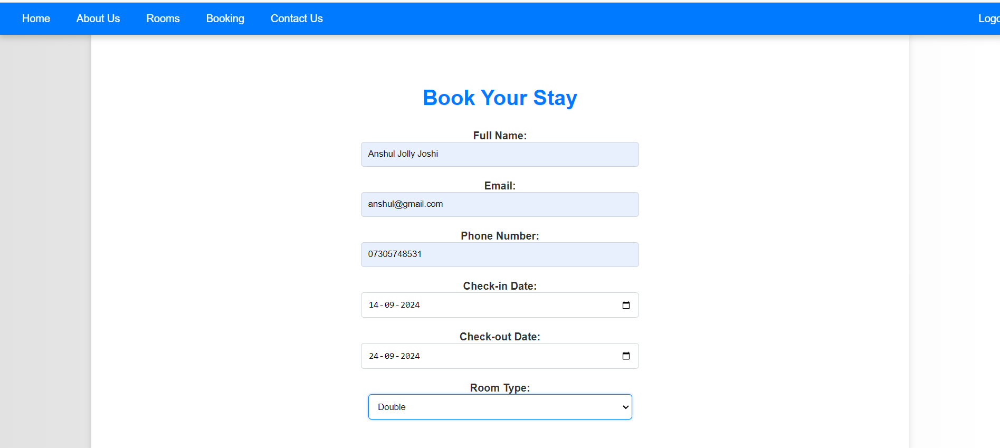 Home About Us Rooms Booking Contact Us
Book Your Stay
Full Name:
Anshul Jolly Joshi
Email:
anshul@gmail.com
Phone Number:
07305748531
Check-in Date:
14-09-2024
Check-out Date:
24-09-2024
Room Type:
Double